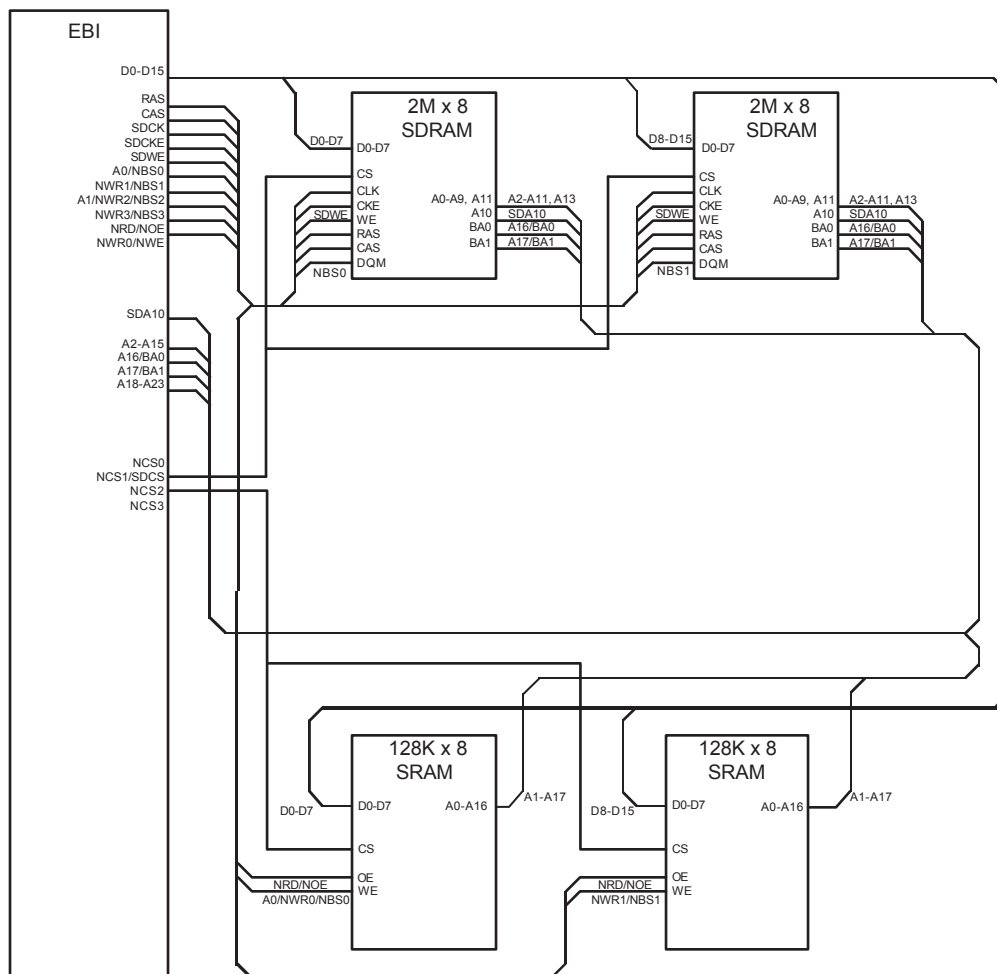 EBI
D0-D15
RAS
CAS
SDCK
SDCKE
SDWE
A0/NBS0
NWR1/NBS1
A1/NWR2/NBS2
NWR3/NBS3
NRD/NOE
NWR0/NWE
SDA10
A2-A15
A16/BA0
A17/BA1
A18-A23
NCS0
NCS1/SDCS
NCS2
NCS3
2M x 8
SDRAM
D0-D7
D0-D7
CS
CLK
CKE
SDWE
WE
RAS
CAS
DQM
NBS0
A0-A9, A11
A10
BA0
BA1
A2-A11, A13
SDA10
A16/BA0
A17/BA1
2M x 8
SDRAM
D8-D15
D0-D7
CS
CLK
CKE
SDWE
WE
RAS
CAS
DQM
NBS1
A0-A9, A11
A10
BA0
BA1
A2-A11, A13
SDA10
A16/BA0
A17/BA1
128K x 8
SRAM
D0-D7
D0-D7
A0-A16
A1-A17
CS
OE
NRD/NOE
WE
A0/NWR0/NBS0
128K x 8
SRAM
D8-D15
D0-D7
A0-A16
A1-A17
CS
OE
NRD/NOE
WE
NWR1/NBS1